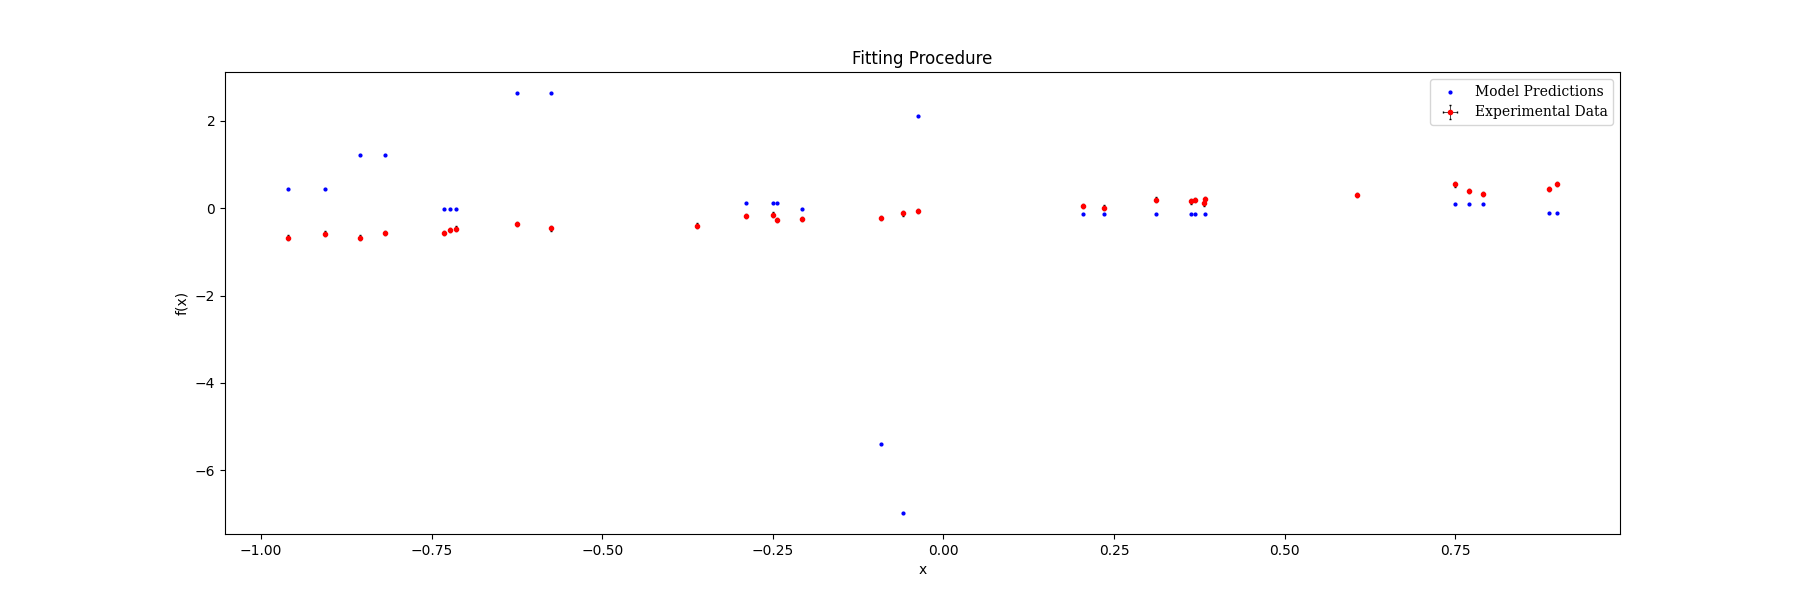 Fitting Procedure
Model Predictions
Experimental Data
f(x)
2
0
−2
−4
−6
−1.00
−0.75
−0.50
−0.25
0.00
0.25
0.50
0.75
x